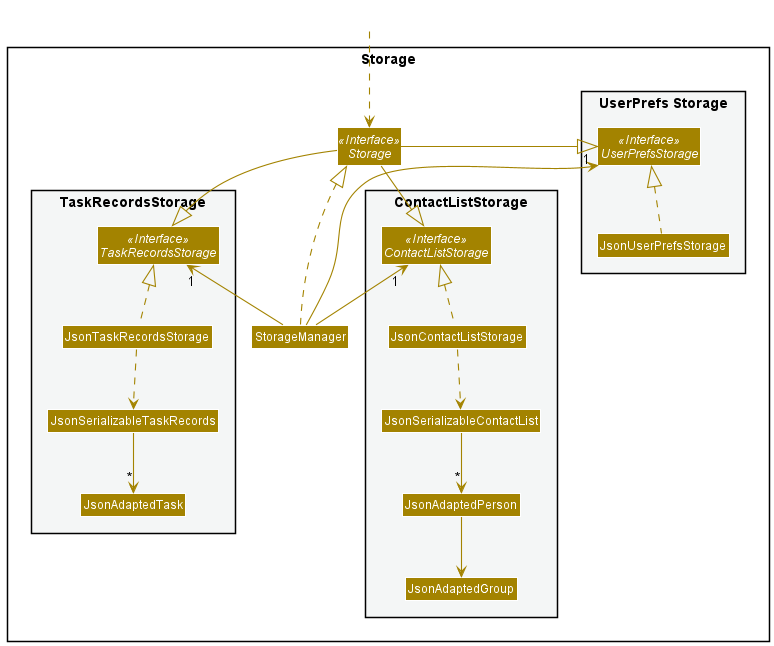 Storage
UserPrefs Storage
«Interface»
Storage
«Interface»
UserPrefsStorage
1
TaskRecordsStorage
ContactListStorage
«Interface»
TaskRecordsStorage
«Interface»
ContactListStorage
JsonUserPrefsStorage
1
1
JsonTaskRecordsStorage
StorageManager
JsonContactListStorage
JsonSerializableTaskRecords
JsonSerializableContactList
*
*
JsonAdaptedTask
JsonAdaptedPerson
JsonAdaptedGroup